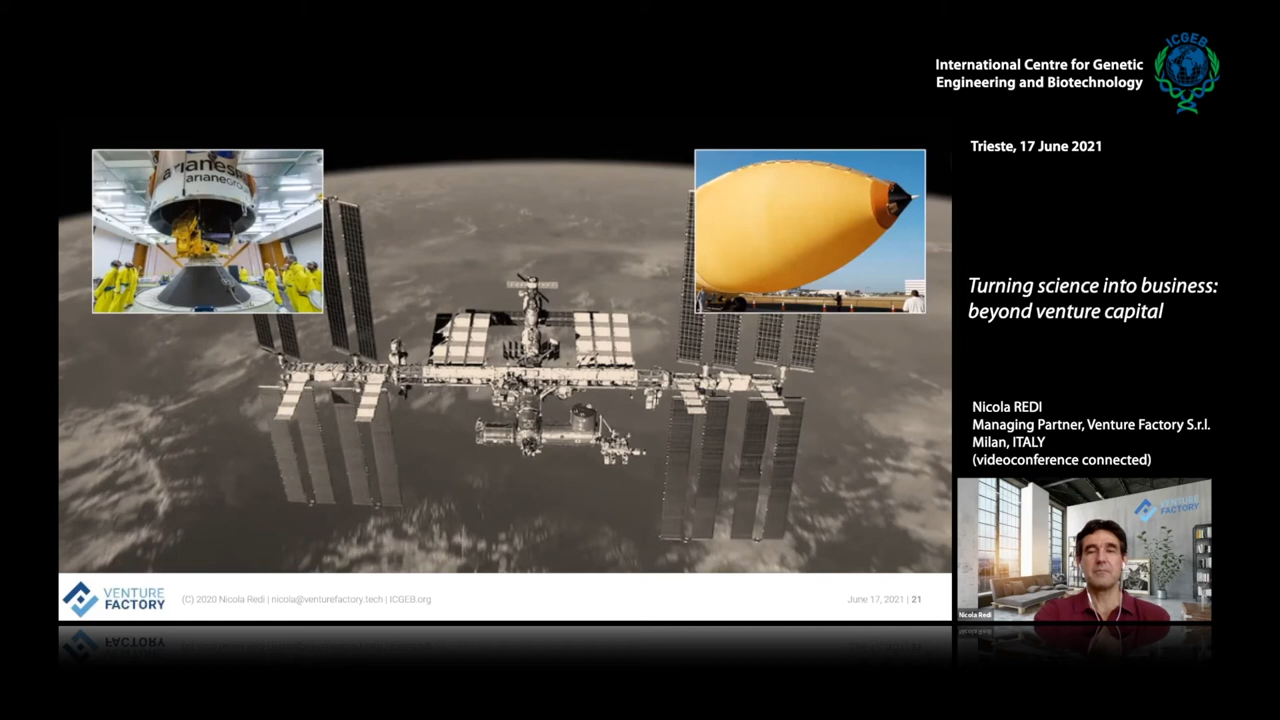 ICGEB
International Centre for Genetic
Engineering and Biotechnology
Trieste, 17 June 2021
arianesp
arianegro
Turning science into business:
beyond venture capital
Nicola REDI
Managing Partner, Venture Factory S.r.l.
Milan, ITALY
(videoconference connected)
VENTURE
FACTORY
Nicola Redi
VENTURE
FACTORY
(C) 2020 Nicola Redi | nicola@venturefactory.tech | ICGEB.org
June 17, 2021 | 21